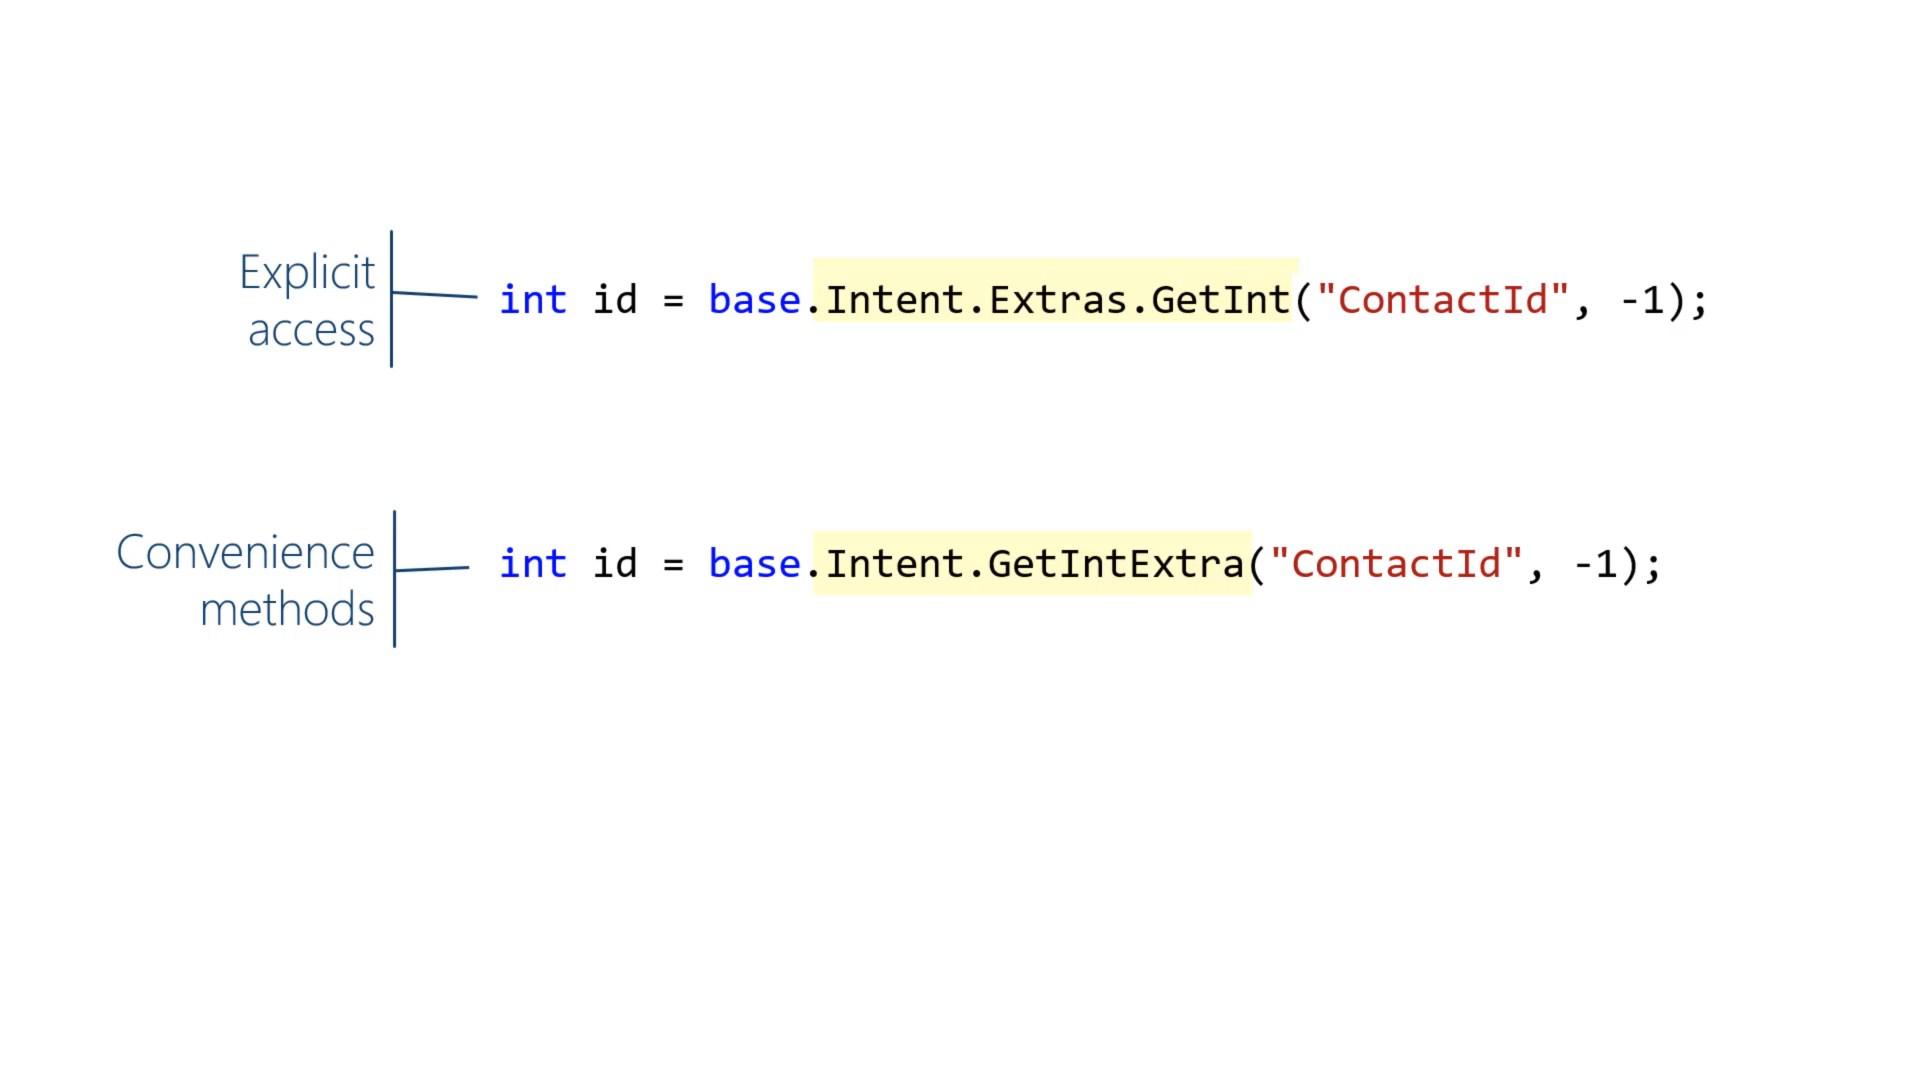 Explicit
access
int id = base.Intent.Extras.GetInt("ContactId", -1);
Convenience
methods
int id = base.Intent.GetIntExtra("ContactId", -1);